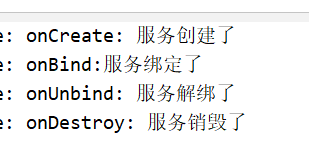 e: onCreate: 服务创建了
e: onBind:服务绑定了
e: onUnbind: 服务解绑了
e: onDestroy: 服务销毁了